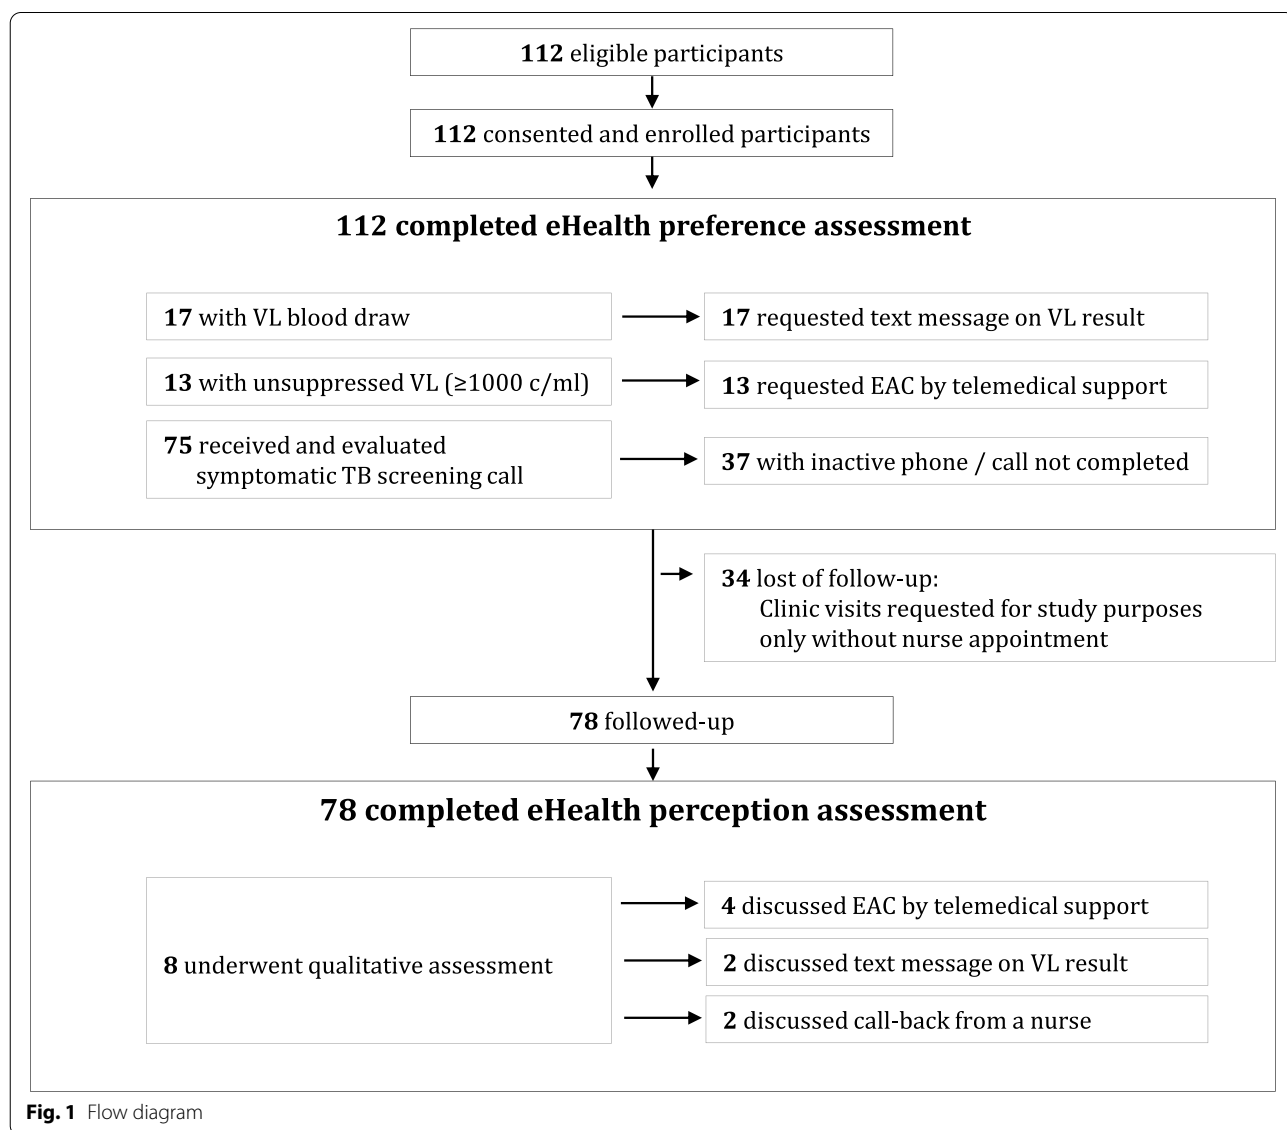 112 eligible participants
112 consented and enrolled participants
112 completed eHealth preference assessment
17 with VL blood draw
17 requested text message on VL result
13 with unsuppressed VL (≥1000 c/ml)
13 requested EAC by telemedical support
75 received and evaluated
symptomatic TB screening call
37 with inactive phone / call not completed
34 lost of follow-up:
Clinic visits requested for study purposes
only without nurse appointment
78 followed-up
78 completed eHealth perception assessment
8 underwent qualitative assessment
4 discussed EAC by telemedical support
2 discussed text message on VL result
2 discussed call-back from a nurse
Fig. 1 Flow diagram